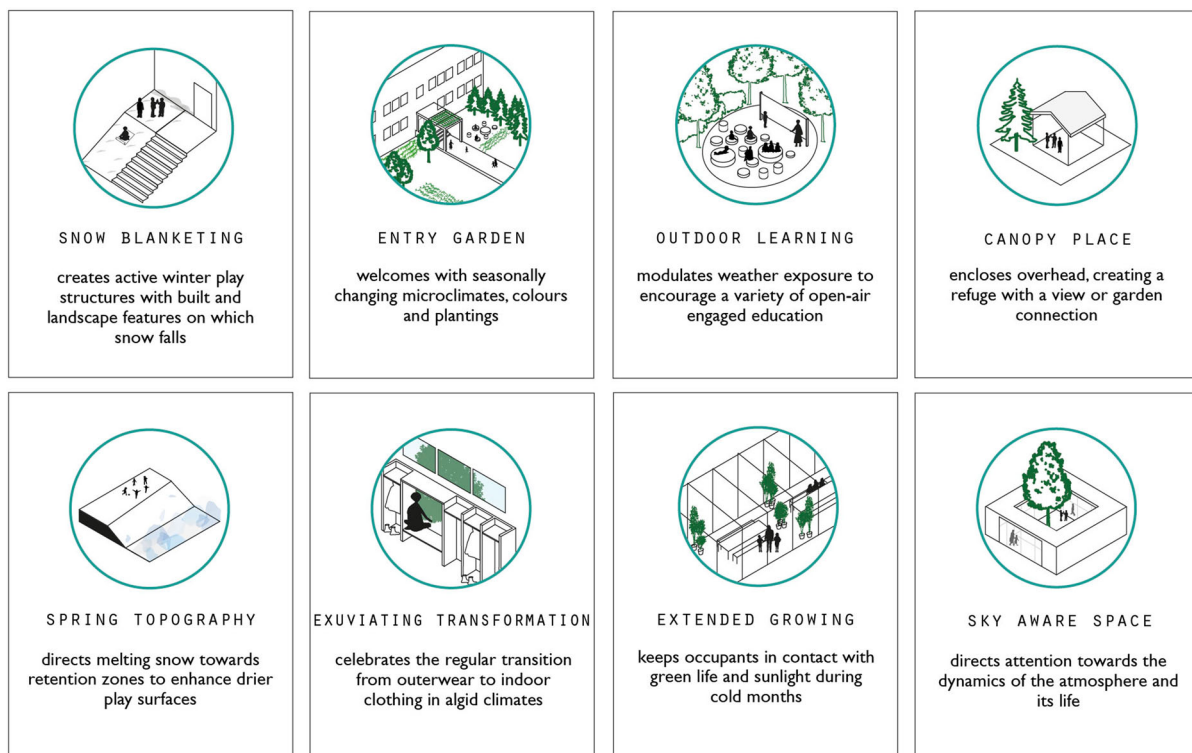 SNOW BLANKETING
creates active winter play
structures with built and
landscape features on which
snow falls
ENTRY GARDEN
welcomes with seasonally
changing microclimates, colours
and plantings
OUTDOOR LEARNING
modulates weather exposure to
encourage a variety of open-air
engaged education
CANOPY PLACE
encloses overhead, creating a
refuge with a view or garden
connection
SPRING TOPOGRAPHY
directs melting snow towards
retention zones to enhance drier
play surfaces
EXUVIATING TRANSFORMATION
celebrates the regular transition
from outerwear to indoor
clothing in algid climates
EXTENDED GROWING
keeps occupants in contact with
green life and sunlight during
cold months
SKY AWARE SPACE
directs attention towards the
dynamics of the atmosphere and
its life